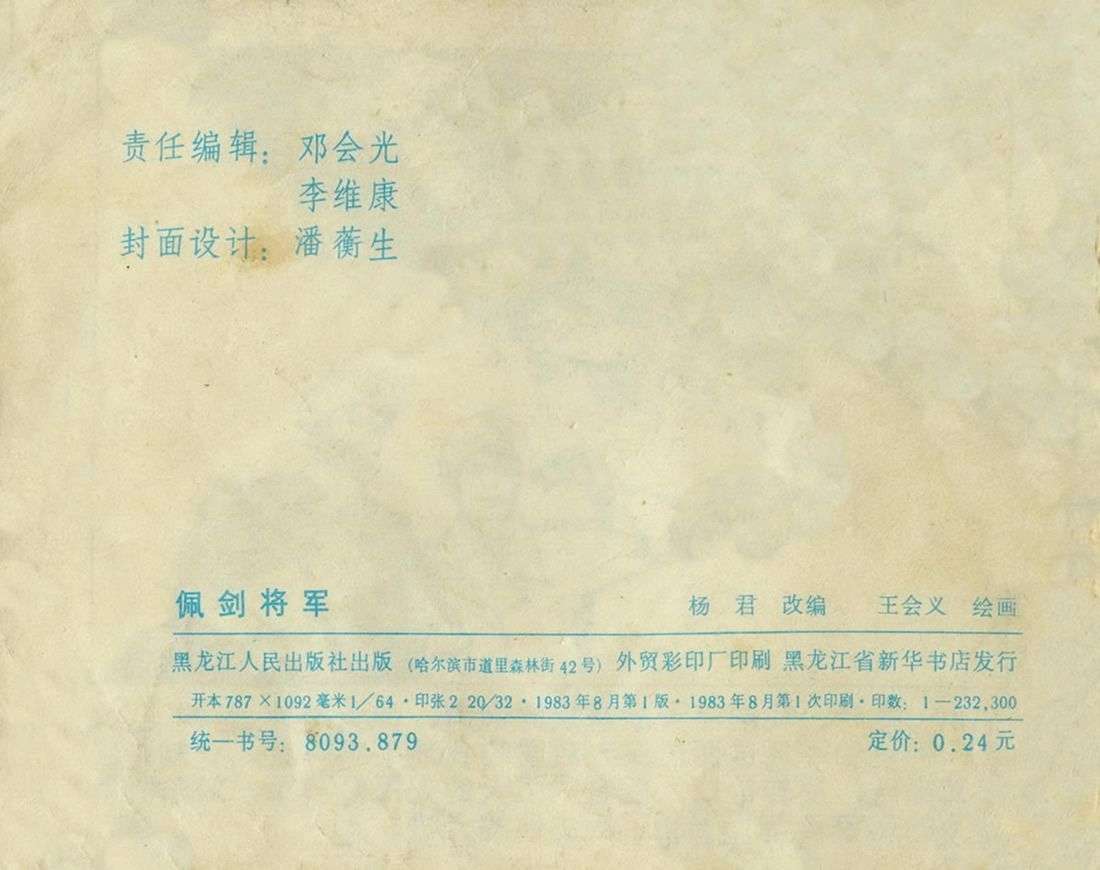 责任编辑：邓会光
李维康
封面设计：潘蘅生
佩剑将军 杨君 改编 王会义 绘画
黑龙江人民出版社出版（哈尔滨市道里森林街42号）外贸彩印厂印刷 黑龙江省新华书店发行
开本787×1092毫米1/64·印张2 20/32·1983年8月第1版·1983年8月第1次印刷·印数：1—232,300
统一书号：8093.879 定价：0.24元